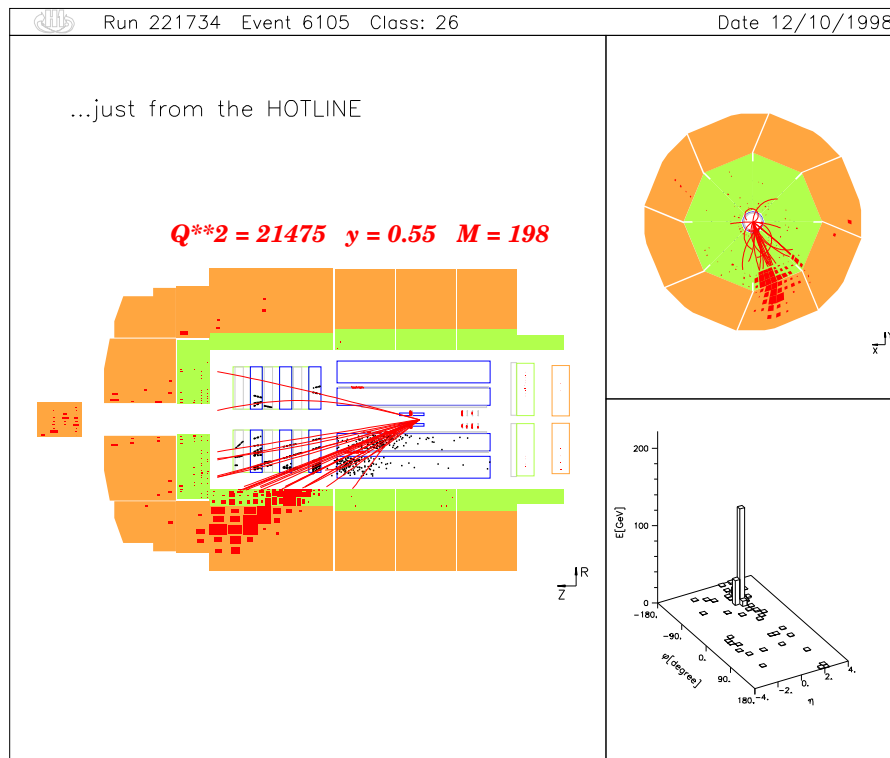 Run 221734 Event 6105 Class: 26 Date 12/10/1998
...just from the HOTLINE
Q**2 = 21475 y = 0.55 M = 198
R
Z
Y
X
E[GeV]
200
100
0
-180.
-90.
0.
90.
180.
φ[degree]
-4.
-2.
0.
2.
4.
η